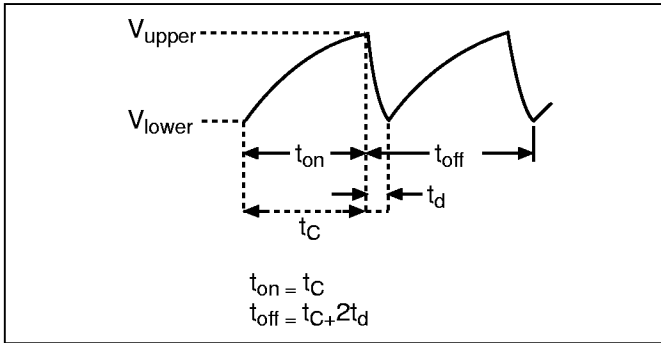 Vupper
Vlower
ton
toff
td
tC
ton = tC
toff = tC+2td